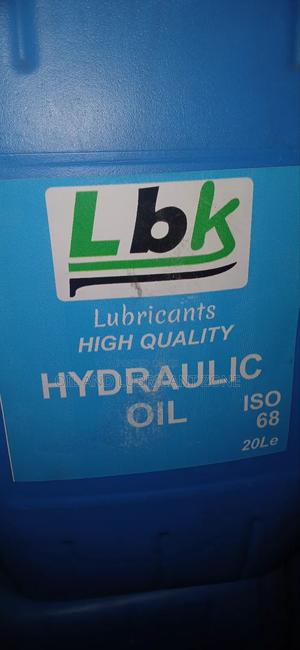 Lbk
Lubricants
HIGH QUALITY
HYDRAULIC
OIL
ISO
68
20Le